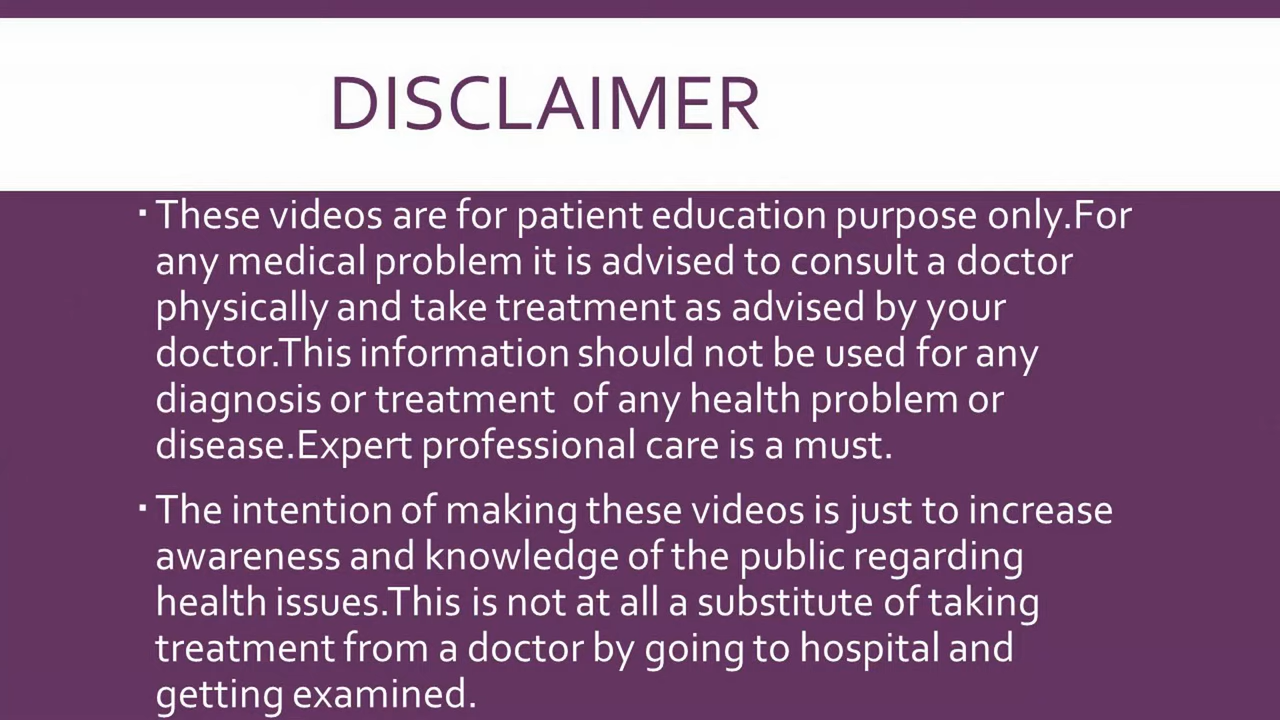 DISCLAIMER
▪ These videos are for patient education purpose only.For
any medical problem it is advised to consult a doctor
physically and take treatment as advised by your
doctor.This information should not be used for any
diagnosis or treatment  of any health problem or
disease.Expert professional care is a must.
▪ The intention of making these videos is just to increase
awareness and knowledge of the public regarding
health issues.This is not at all a substitute of taking
treatment from a doctor by going to hospital and
getting examined.